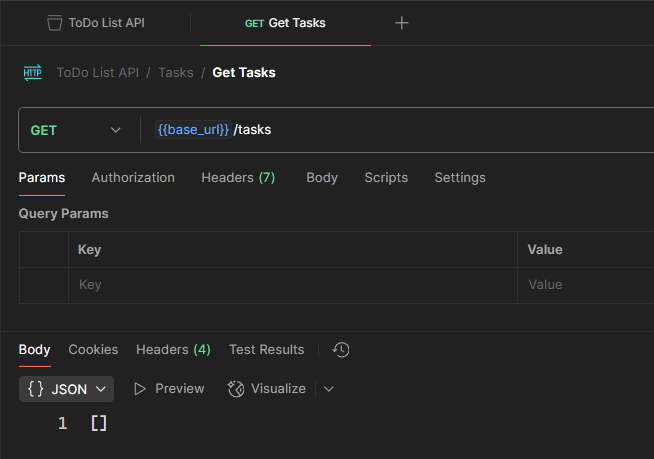 ToDo List API GET Get Tasks +
HTTP ToDo List API / Tasks / Get Tasks
GET {{base_url}}/tasks
Params Authorization Headers (7) Body Scripts Settings
Query Params
Key Value
Key Value
Body Cookies Headers (4) Test Results
{} JSON Preview Visualize
1 []